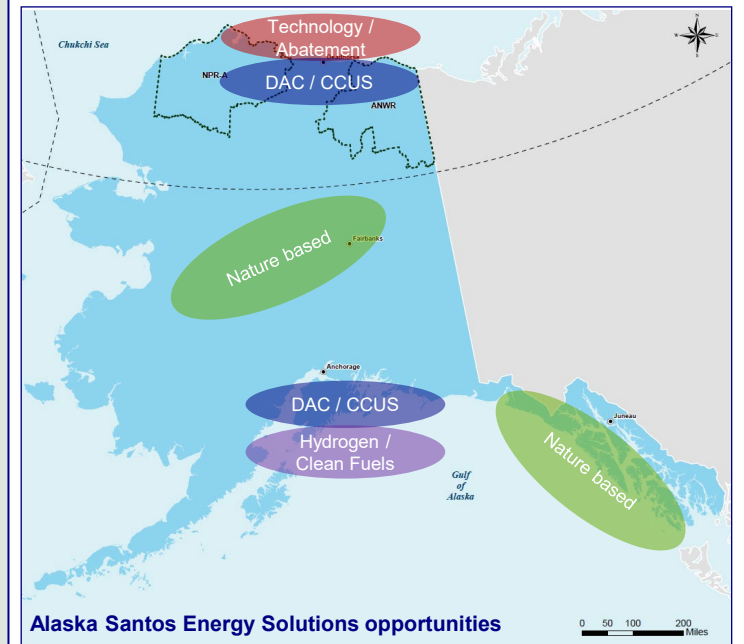 Technology /
Abatement
Chukchi Sea
NPR-A
DAC / CCUS
ANWR
Nature based
Fairbanks
Anchorage
DAC / CCUS
Hydrogen /
Clean Fuels
Gulf
of
Alaska
Juneau
Nature based
Alaska Santos Energy Solutions opportunities
0 50 100 200
Miles